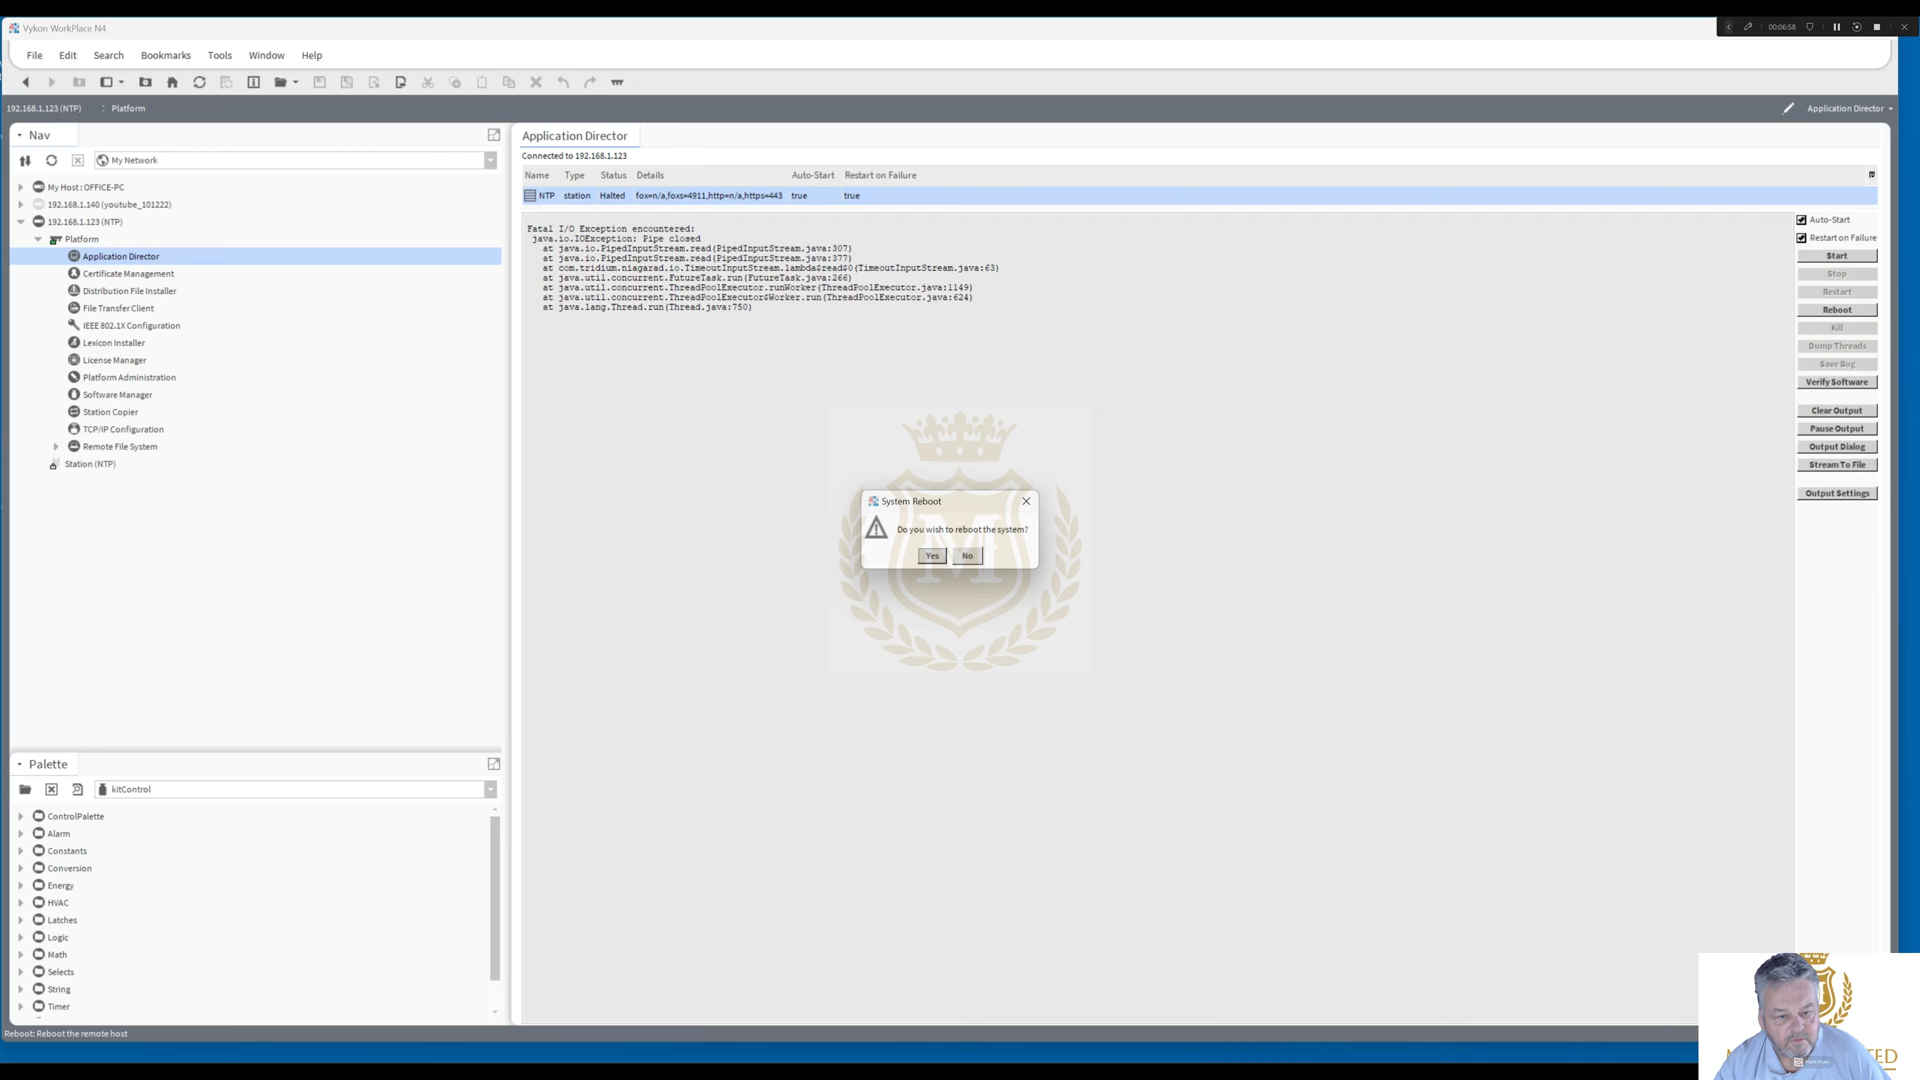 Vykon WorkPlace N4
00:06:58
File Edit Search Bookmarks Tools Window Help
192.168.1.123 (NTP) : Platform
Application Director
Nav
My Network
My Host : OFFICE-PC
192.168.1.140 (youtube_101222)
192.168.1.123 (NTP)
Platform
Application Director
Certificate Management
Distribution File Installer
File Transfer Client
IEEE 802.1X Configuration
Lexicon Installer
License Manager
Platform Administration
Software Manager
Station Copier
TCP/IP Configuration
Remote File System
Station (NTP)
Palette
kitControl
ControlPalette
Alarm
Constants
Conversion
Energy
HVAC
Latches
Logic
Math
Selects
String
Timer
Application Director
Connected to 192.168.1.123
Name Type Status Details Auto-Start Restart on Failure
NTP station Halted fox=n/a,foxs=4911,http=n/a,https=443 true true
Fatal I/O Exception encountered:
java.io.IOException: Pipe closed
at java.io.PipedInputStream.read(PipedInputStream.java:307)
at java.io.PipedInputStream.read(PipedInputStream.java:377)
at com.tridium.niagarad.io.TimeoutInputStream.lambda$read$0(TimeoutInputStream.java:63)
at java.util.concurrent.FutureTask.run(FutureTask.java:266)
at java.util.concurrent.ThreadPoolExecutor.runWorker(ThreadPoolExecutor.java:1149)
at java.util.concurrent.ThreadPoolExecutor$Worker.run(ThreadPoolExecutor.java:624)
at java.lang.Thread.run(Thread.java:750)
System Reboot
Do you wish to reboot the system?
Yes No
M
Auto-Start
Restart on Failure
Start
Stop
Restart
Reboot
Kill
Dump Threads
Save Bog
Verify Software
Clear Output
Pause Output
Output Dialog
Stream To File
Output Settings
Reboot: Reboot the remote host